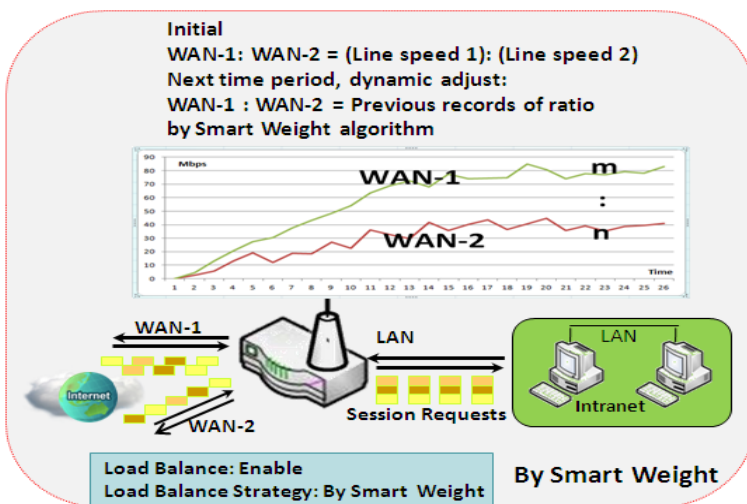 Initial
WAN-1: WAN-2 = (Line speed 1): (Line speed 2)
Next time period, dynamic adjust:
WAN-1 : WAN-2 = Previous records of ratio
by Smart Weight algorithm
90
Mbps
80
70
60
50
40
30
20
10
0
WAN-1
m
:
WAN-2
n
Time
1 2 3 4 5 6 7 8 9 10 11 12 13 14 15 16 17 18 19 20 21 22 23 24 25 26
WAN-1
LAN
LAN
Internet
Intranet
Session Requests
WAN-2
Load Balance: Enable
Load Balance Strategy: By Smart Weight
By Smart Weight